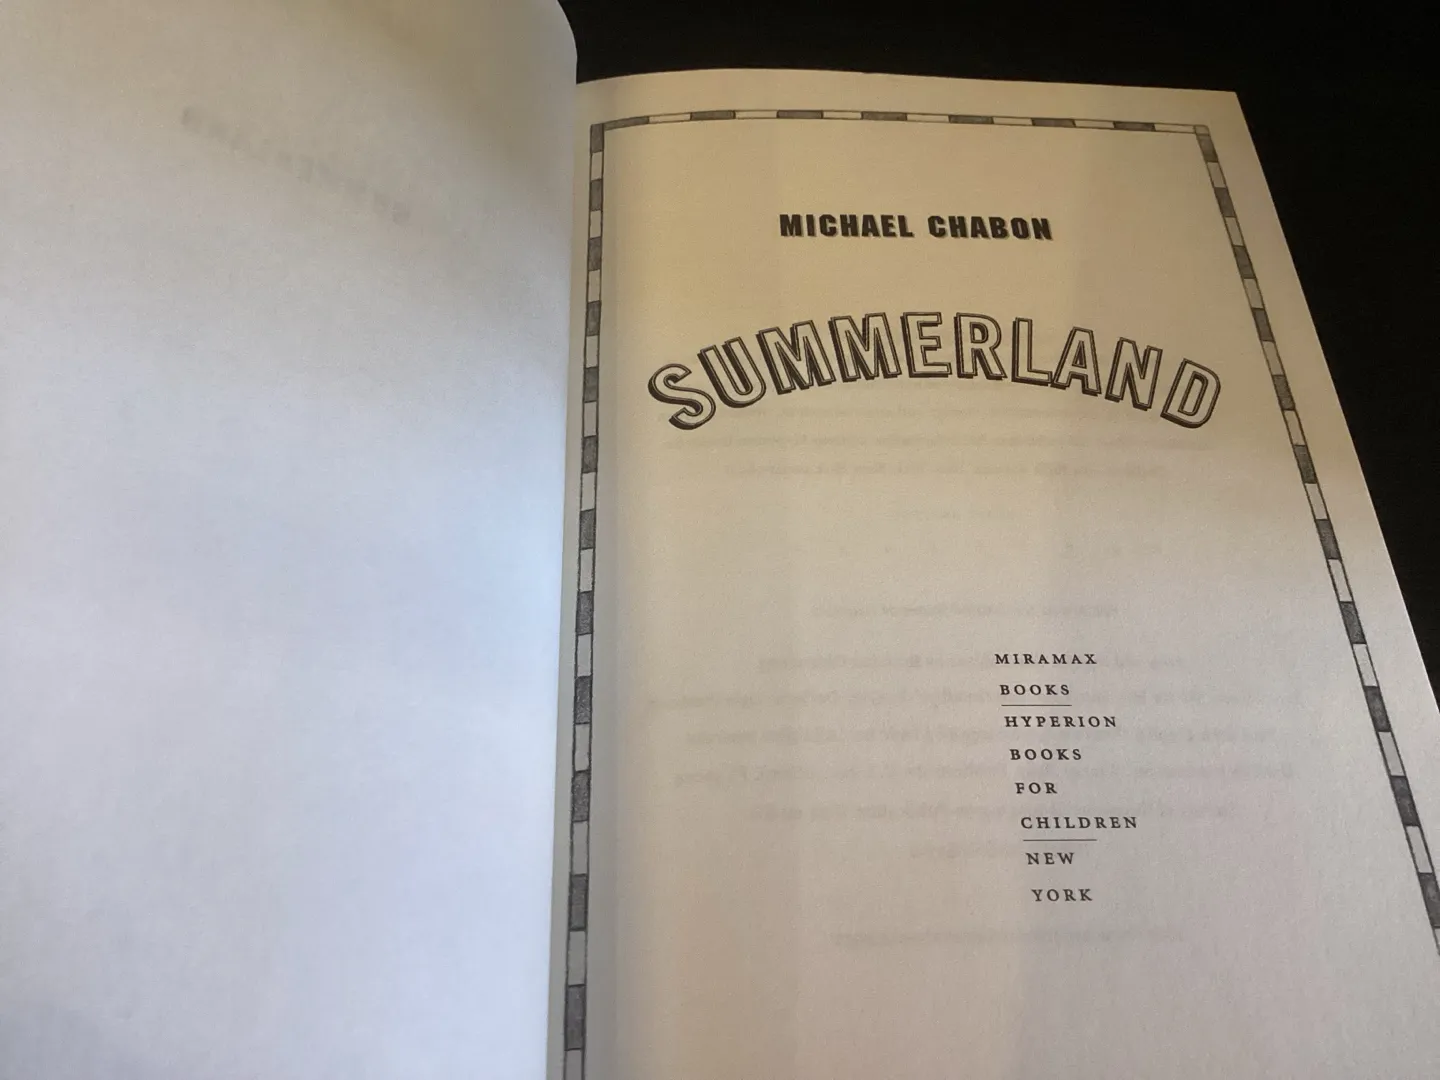 MICHAEL CHABON
SUMMERLAND
MIRAMAX
BOOKS
HYPERION
BOOKS
FOR
CHILDREN
NEW
YORK